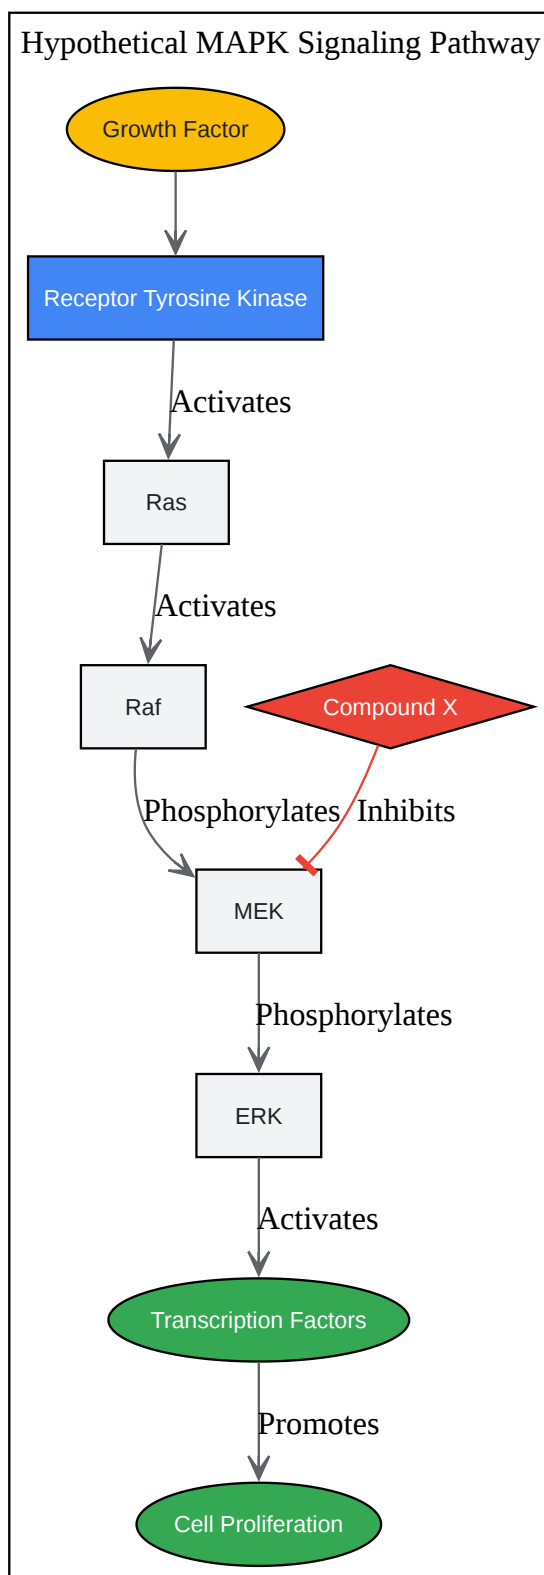 Hypothetical MAPK Signaling Pathway
Growth Factor
Receptor Tyrosine Kinase
Activates
Ras
Activates
Raf
Compound X
Phosphorylates
Inhibits
MEK
Phosphorylates
ERK
Activates
Transcription Factors
Promotes
Cell Proliferation